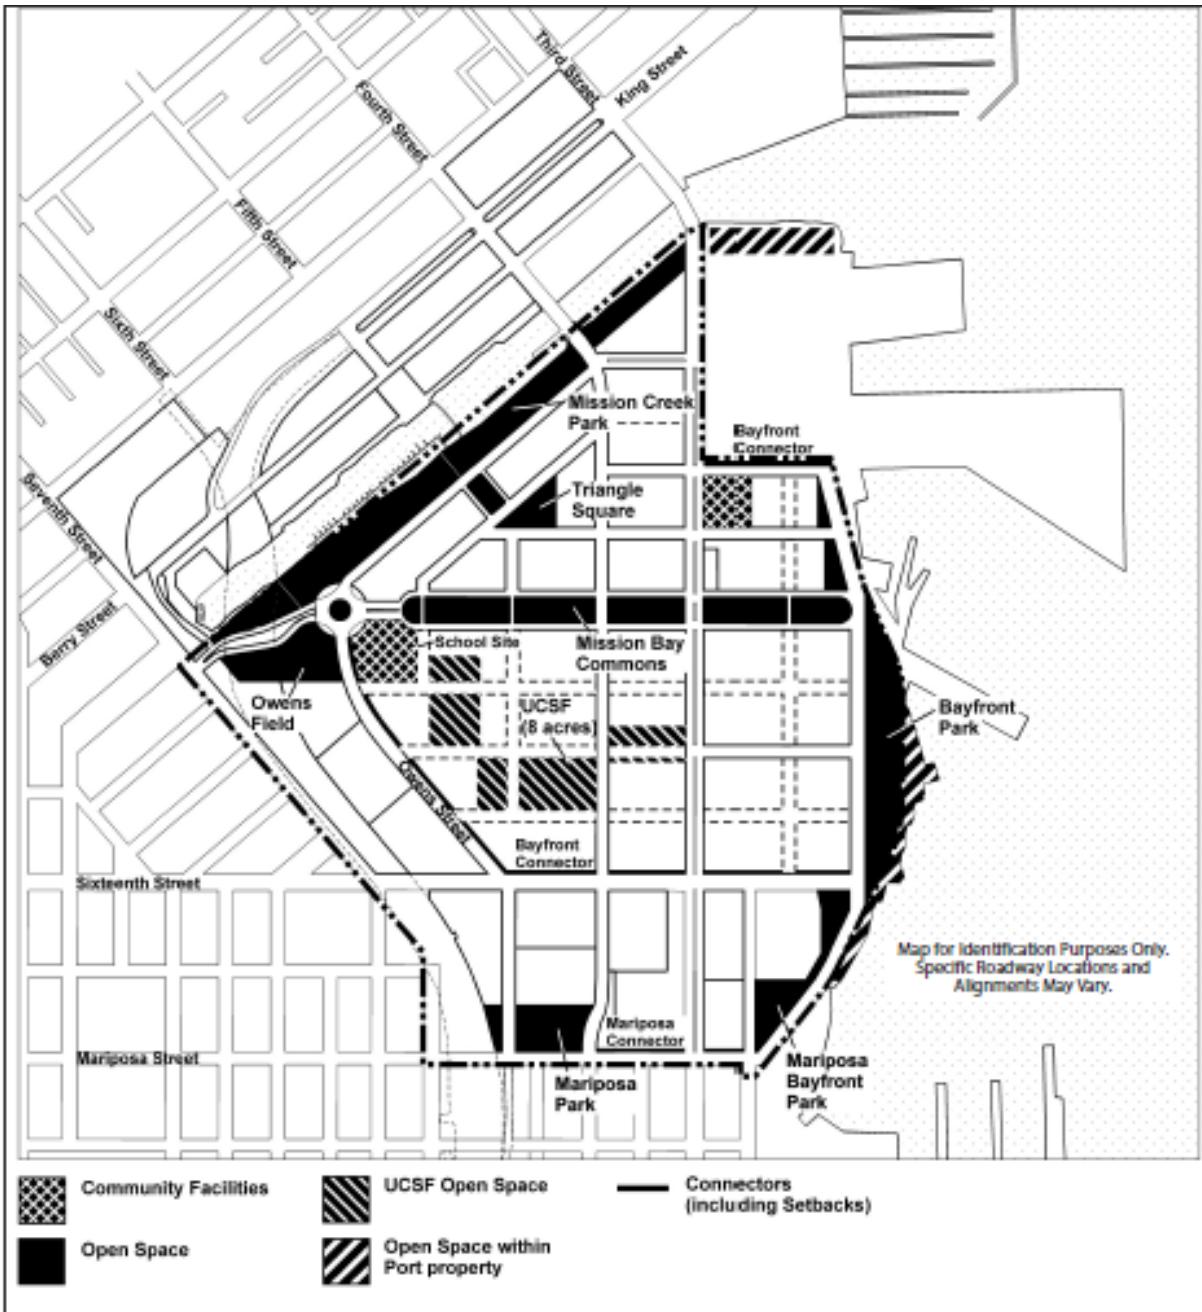 Third Street
King Street
Fourth Street
Fifth Street
Sixth Street
Seventh Street
Berry Street
Mission Creek
Park
Bayfront
Connector
Triangle
Square
School Site
Mission Bay
Commons
Owens
Field
UCSF
(8 acres)
Bayfront
Park
Owens Street
Bayfront
Connector
Sixteenth Street
Map for Identification Purposes Only.
Specific Roadway Locations and
Alignments May Vary.
Mariposa
Connector
Mariposa Street
Mariposa
Park
Mariposa
Bayfront
Park
Community Facilities
UCSF Open Space
Connectors
(including Setbacks)
Open Space
Open Space within
Port property